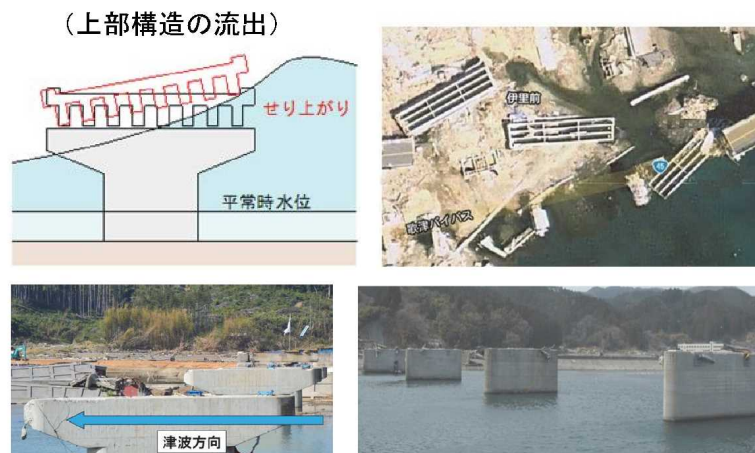 （上部構造の流出）
せり上がり
平常時水位
伊里前
45
歌津バイパス
津波方向